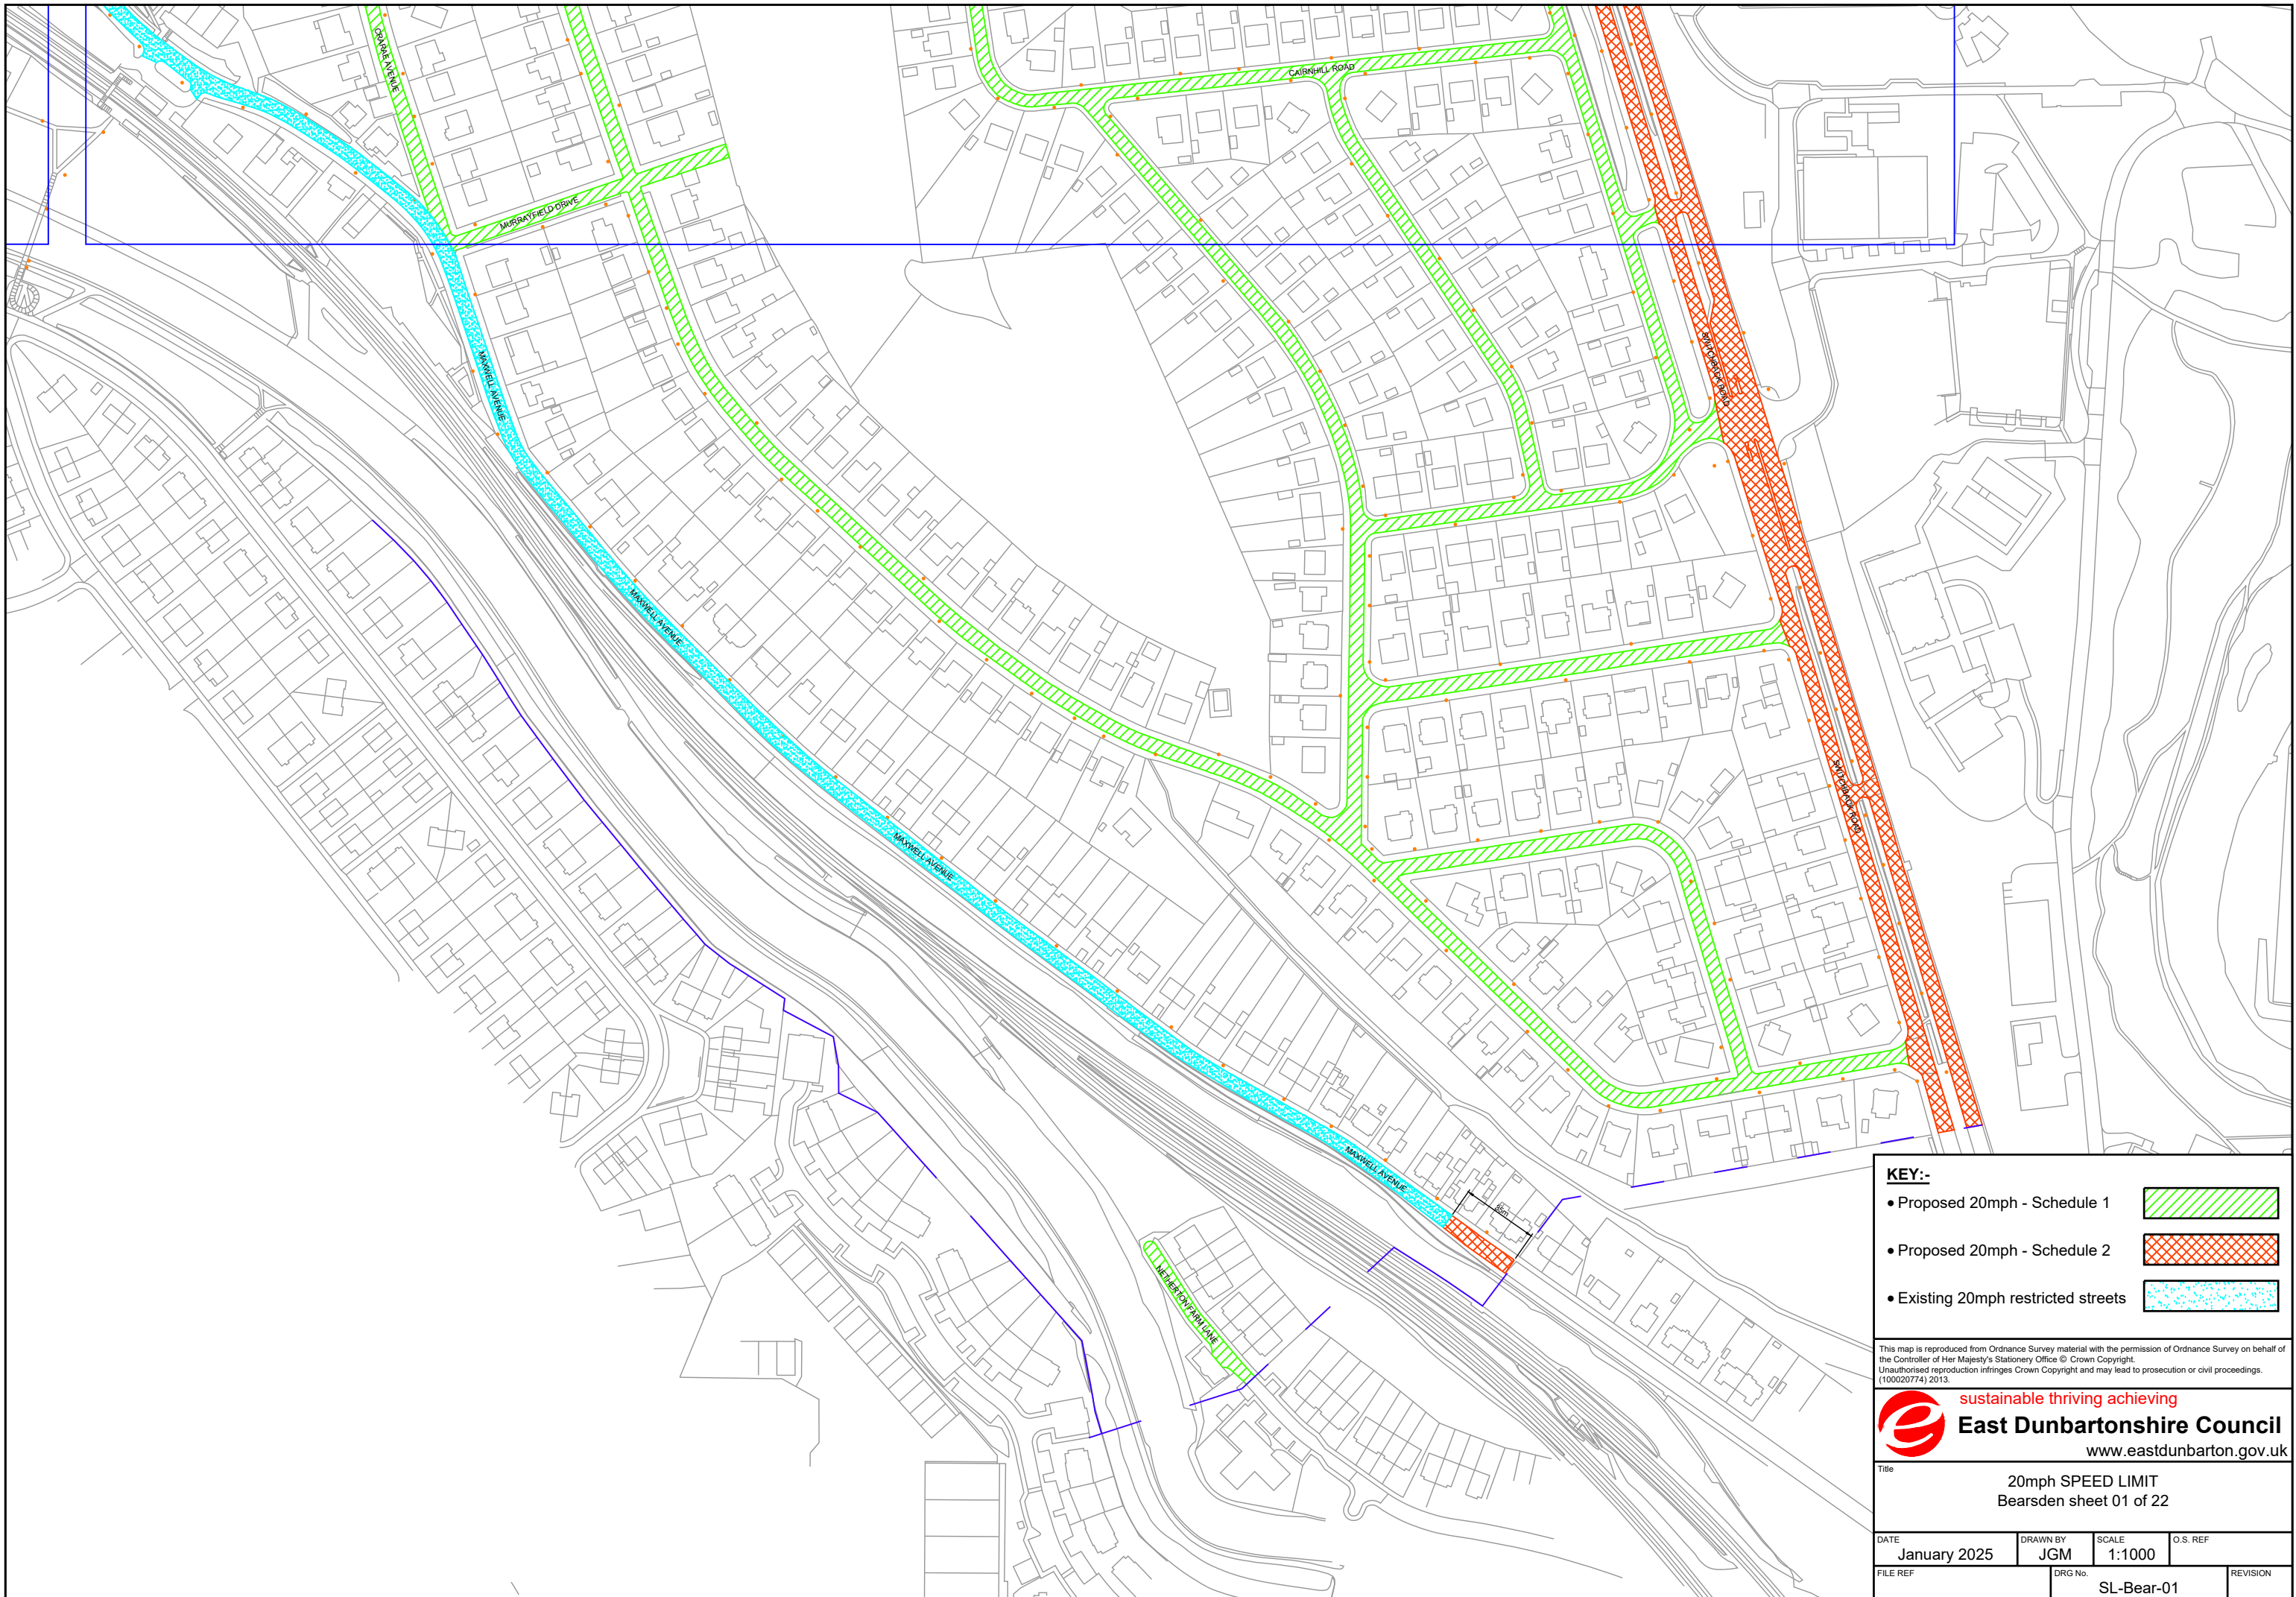 CRARAE AVENUE
CAIRNHILL ROAD
MURRAYFIELD DRIVE
MAXWELL AVENUE
SWITCHBACK ROAD
MAXWELL AVENUE
SWITCHBACK ROAD
MAXWELL AVENUE
MAXWELL AVENUE
NETHERTON FARM LANE
KEY:-
• Proposed 20mph - Schedule 1
• Proposed 20mph - Schedule 2
• Existing 20mph restricted streets
This map is reproduced from Ordnance Survey material with the permission of Ordnance Survey on behalf of
the Controller of Her Majesty's Stationery Office © Crown Copyright.
Unauthorised reproduction infringes Crown Copyright and may lead to prosecution or civil proceedings.
(100020774) 2013.
sustainable thriving achieving
East Dunbartonshire Council
www.eastdunbarton.gov.uk
Title
20mph SPEED LIMIT
Bearsden sheet 01 of 22
DATE
January 2025
DRAWN BY
JGM
SCALE
1:1000
O.S. REF
FILE REF
DRG No.
SL-Bear-01
REVISION